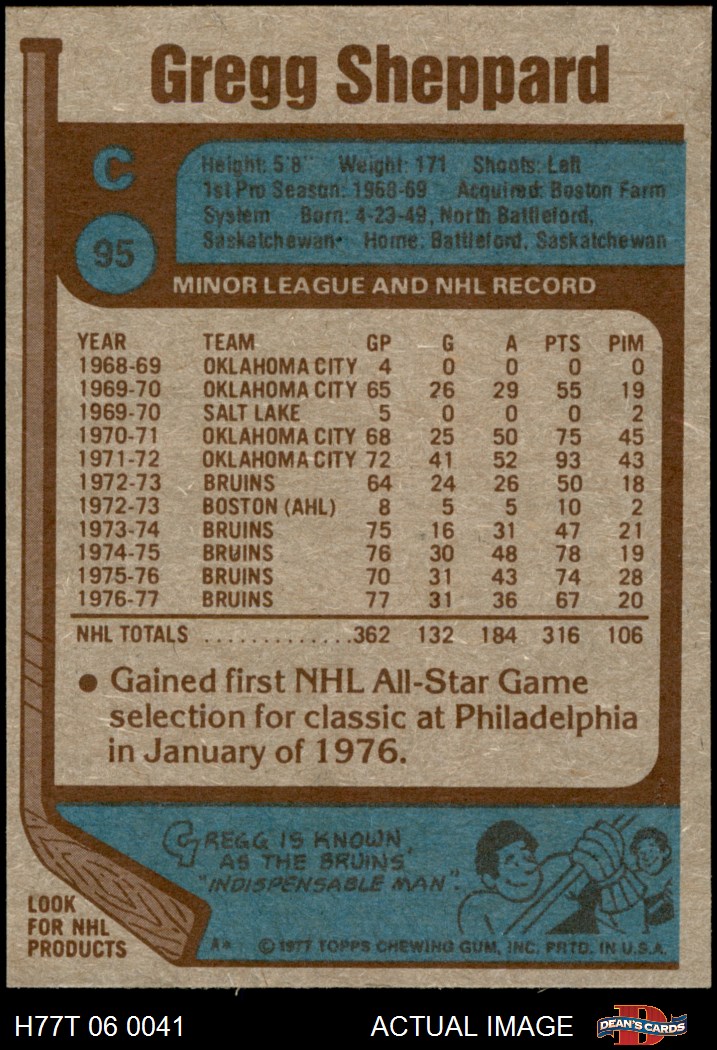 Gregg Sheppard
C
Height: 5'8" Weight: 171 Shoots: Left
1st Pro Season: 1968-69 Acquired: Boston Farm
System Born: 4-23-49, North Battleford,
Saskatchewan· Home: Battleford, Saskatchewan
95
MINOR LEAGUE AND NHL RECORD
YEAR TEAM GP G A PTS PIM
1968-69 OKLAHOMA CITY 4 0 0 0 0
1969-70 OKLAHOMA CITY 65 26 29 55 19
1969-70 SALT LAKE 5 0 0 0 2
1970-71 OKLAHOMA CITY 68 25 50 75 45
1971-72 OKLAHOMA CITY 72 41 52 93 43
1972-73 BRUINS 64 24 26 50 18
1972-73 BOSTON (AHL) 8 5 5 10 2
1973-74 BRUINS 75 16 31 47 21
1974-75 BRUINS 76 30 48 78 19
1975-76 BRUINS 70 31 43 74 28
1976-77 BRUINS 77 31 36 67 20
NHL TOTALS .............362 132 184 316 106
● Gained first NHL All-Star Game
selection for classic at Philadelphia
in January of 1976.
GREGG IS KNOWN
AS THE BRUINS'
"INDISPENSABLE MAN".
LOOK
FOR NHL
PRODUCTS
A* © 1977 TOPPS CHEWING GUM, INC. PRTD. IN U.S.A.
H77T 06 0041 ACTUAL IMAGE
D
DEAN'S CARDS